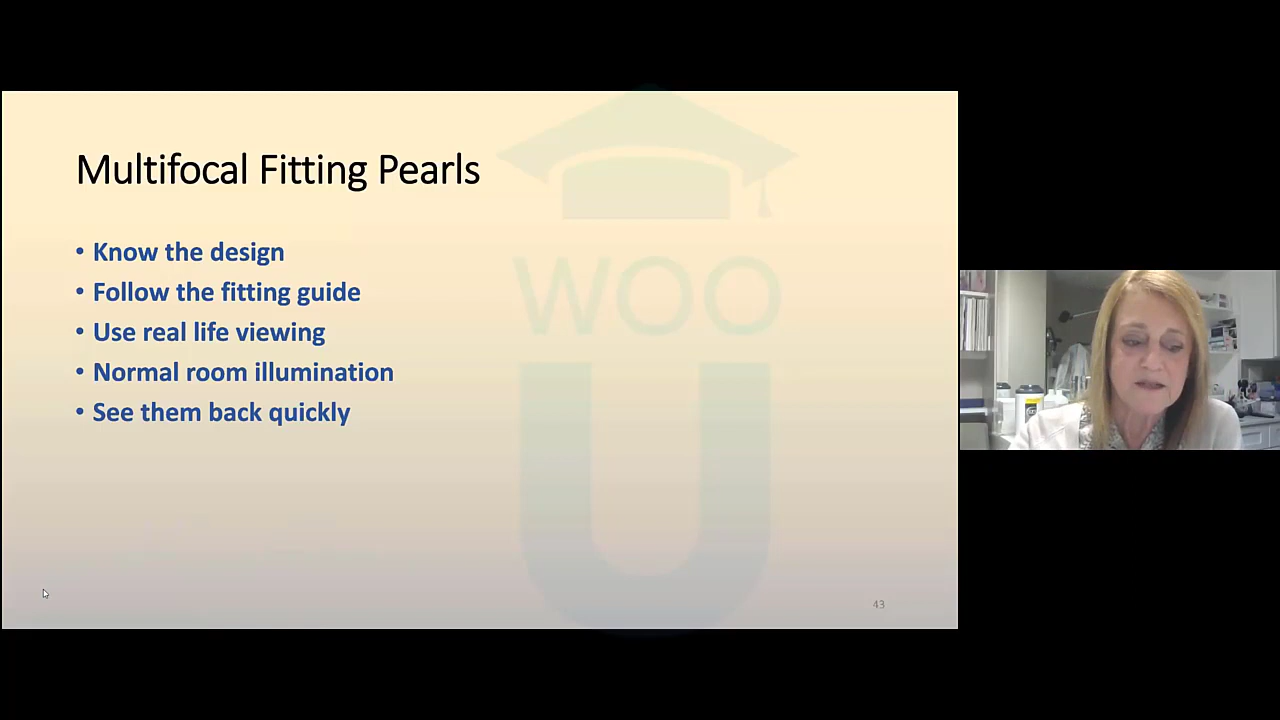 Multifocal Fitting Pearls
• Know the design
• Follow the fitting guide
• Use real life viewing
• Normal room illumination
• See them back quickly
WOO
U
43